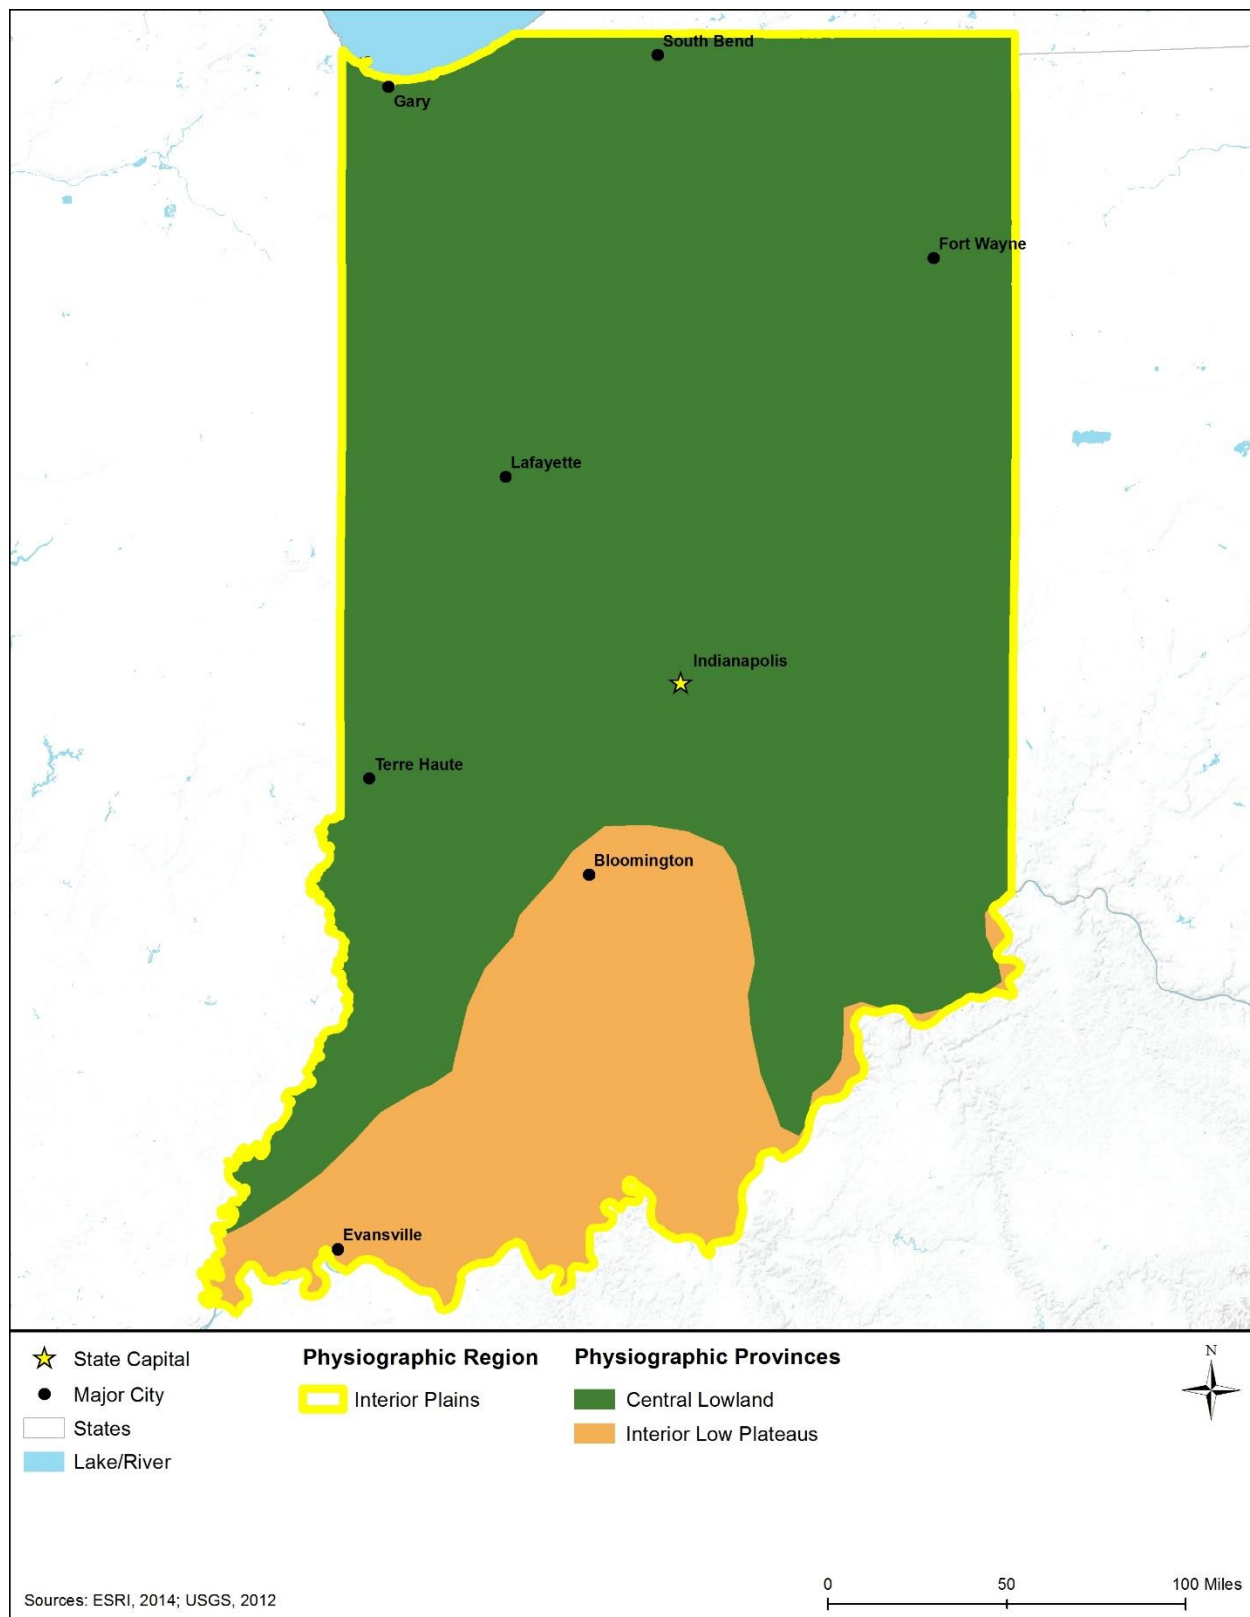 South Bend
Gary
Fort Wayne
Lafayette
Indianapolis
Terre Haute
Bloomington
Evansville
State Capital
Major City
States
Lake/River
Physiographic Region
Interior Plains
Physiographic Provinces
Central Lowland
Interior Low Plateaus
N
Sources: ESRI, 2014; USGS, 2012
0 50 100 Miles